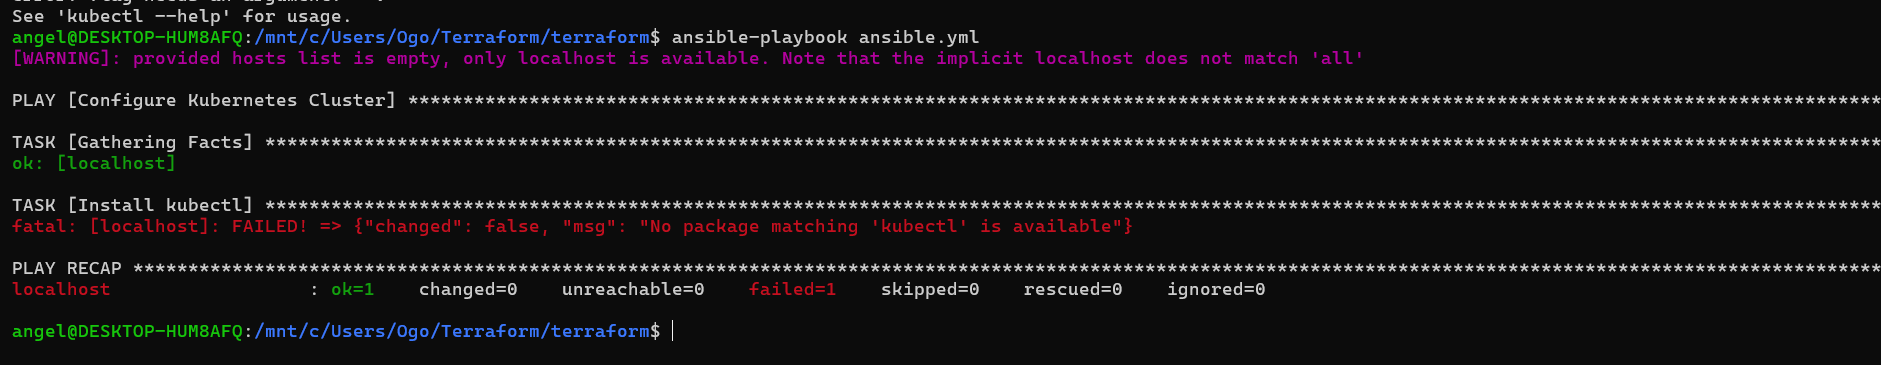 See 'kubectl --help' for usage.
angel@DESKTOP-HUM8AFQ:/mnt/c/Users/Ogo/Terraform/terraform$ ansible-playbook ansible.yml
[WARNING]: provided hosts list is empty, only localhost is available. Note that the implicit localhost does not match 'all'
PLAY [Configure Kubernetes Cluster] **************************************************************************************************************************************
TASK [Gathering Facts] ***************************************************************************************************************************************************
ok: [localhost]
TASK [Install kubectl] ***************************************************************************************************************************************************
fatal: [localhost]: FAILED! => {"changed": false, "msg": "No package matching 'kubectl' is available"}
PLAY RECAP ***************************************************************************************************************************************************************
localhost                  : ok=1    changed=0    unreachable=0    failed=1    skipped=0    rescued=0    ignored=0
angel@DESKTOP-HUM8AFQ:/mnt/c/Users/Ogo/Terraform/terraform$